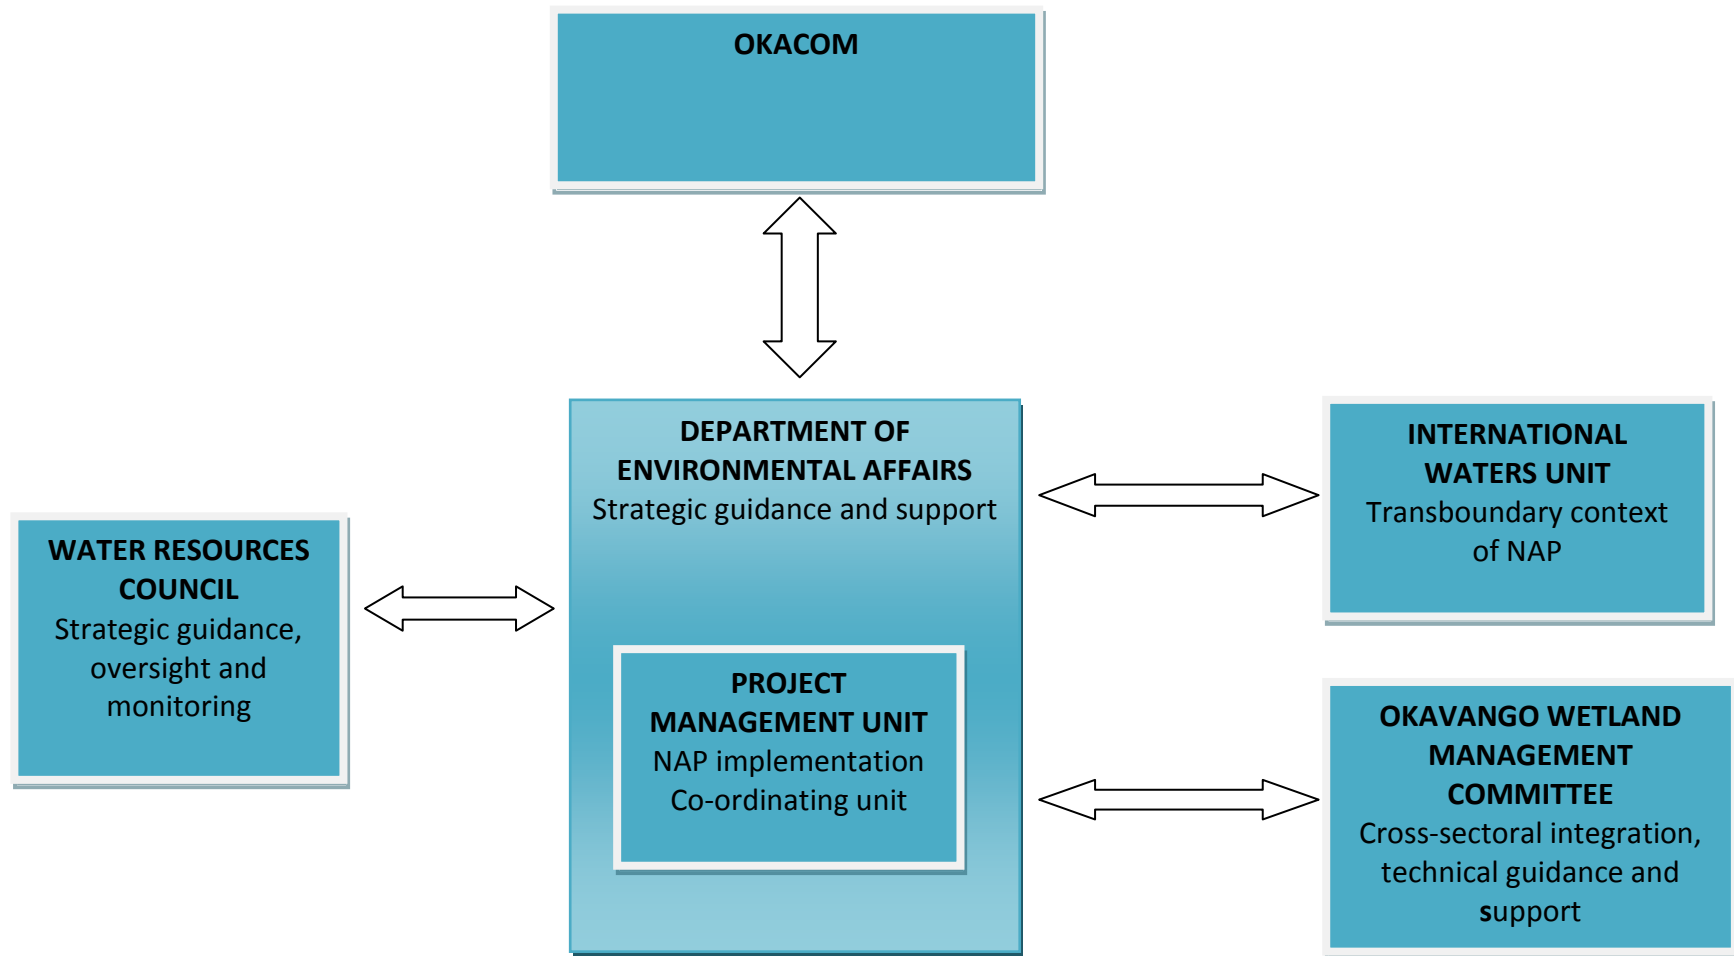 OKACOM
DEPARTMENT OF
ENVIRONMENTAL AFFAIRS
Strategic guidance and support
INTERNATIONAL
WATERS UNIT
Transboundary context
of NAP
WATER RESOURCES
COUNCIL
Strategic guidance,
oversight and
monitoring
PROJECT
MANAGEMENT UNIT
NAP implementation
Co-ordinating unit
OKAVANGO WETLAND
MANAGEMENT
COMMITTEE
Cross-sectoral integration,
technical guidance and
support